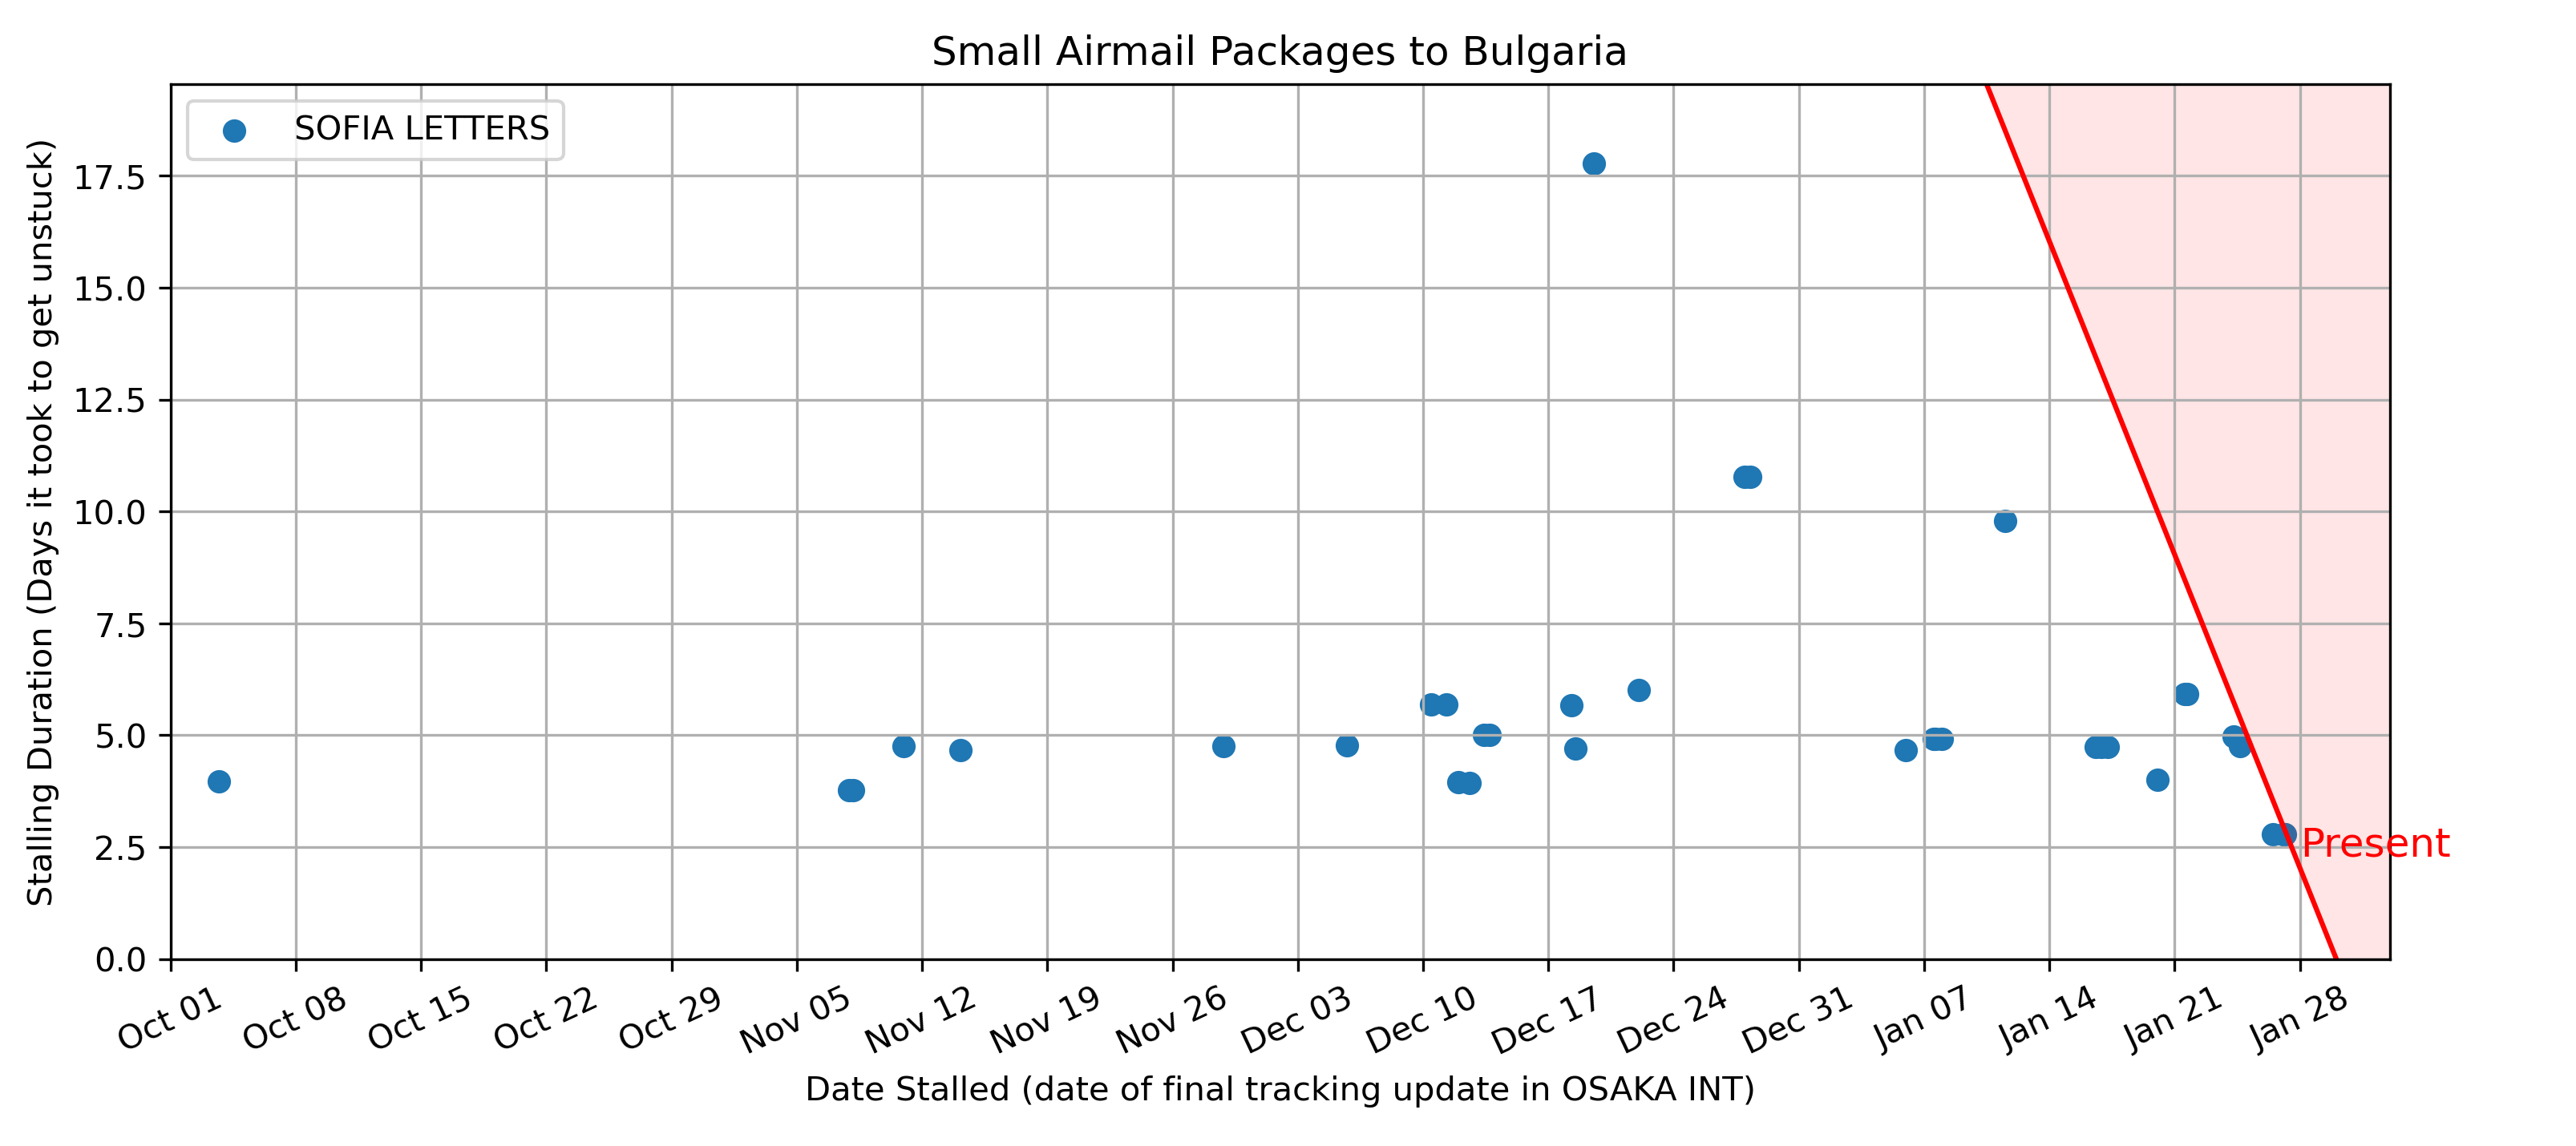 Small Airmail Packages to Bulgaria
SOFIA LETTERS
Stalling Duration (Days it took to get unstuck)
17.5
15.0
12.5
10.0
7.5
5.0
2.5
0.0
Present
Oct 01
Oct 08
Oct 15
Oct 22
Oct 29
Nov 05
Nov 12
Nov 19
Nov 26
Dec 03
Dec 10
Dec 17
Dec 24
Dec 31
Jan 07
Jan 14
Jan 21
Jan 28
Date Stalled (date of final tracking update in OSAKA INT)